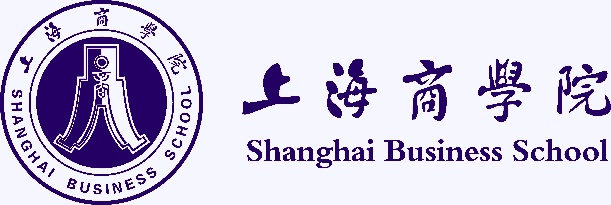 上海商學院
SHANGHAI BUSINESS SCHOOL
上海商學院
Shanghai Business School